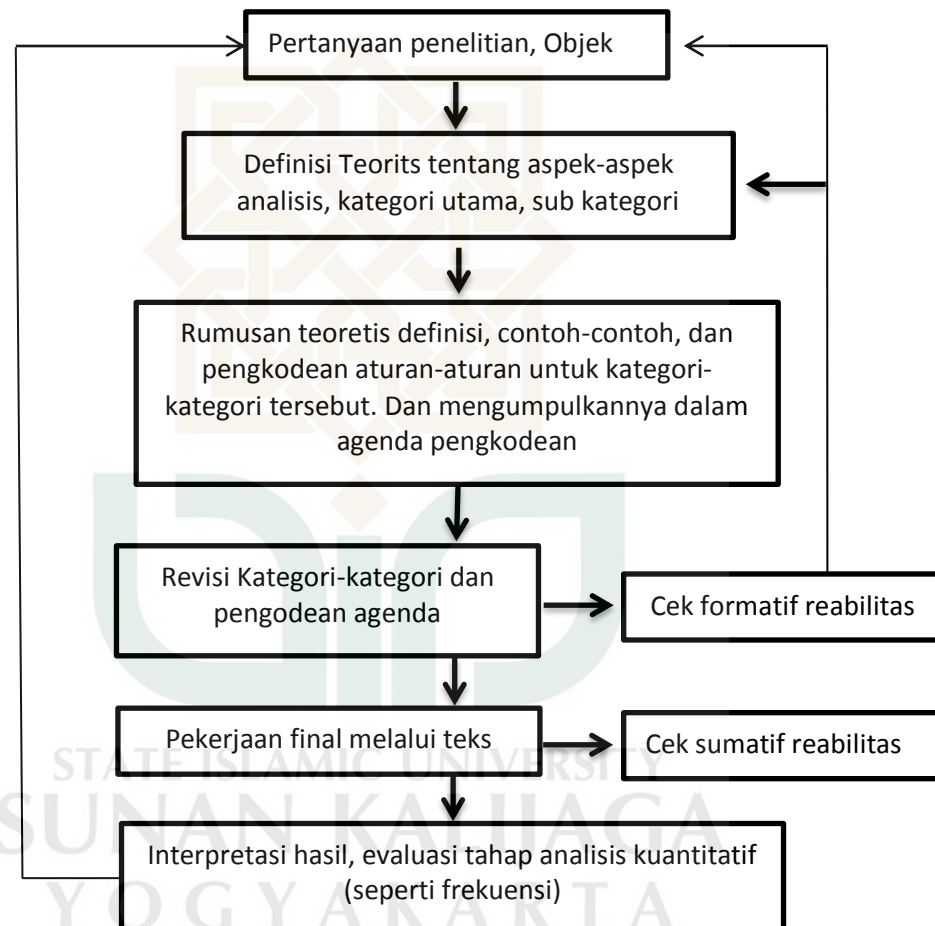 Pertanyaan penelitian, Objek
Definisi Teorits tentang aspek-aspek
analisis, kategori utama, sub kategori
Rumusan teoretis definisi, contoh-contoh, dan
pengkodean aturan-aturan untuk kategori-
kategori tersebut. Dan mengumpulkannya dalam
agenda pengkodean
Revisi Kategori-kategori dan
pengodean agenda
Cek formatif reabilitas
Pekerjaan final melalui teks
Cek sumatif reabilitas
STATE ISLAMIC UNIVERSITY
SUNAN KALIJAGA
Interpretasi hasil, evaluasi tahap analisis kuantitatif
(seperti frekuensi)
YOGYAKARTA